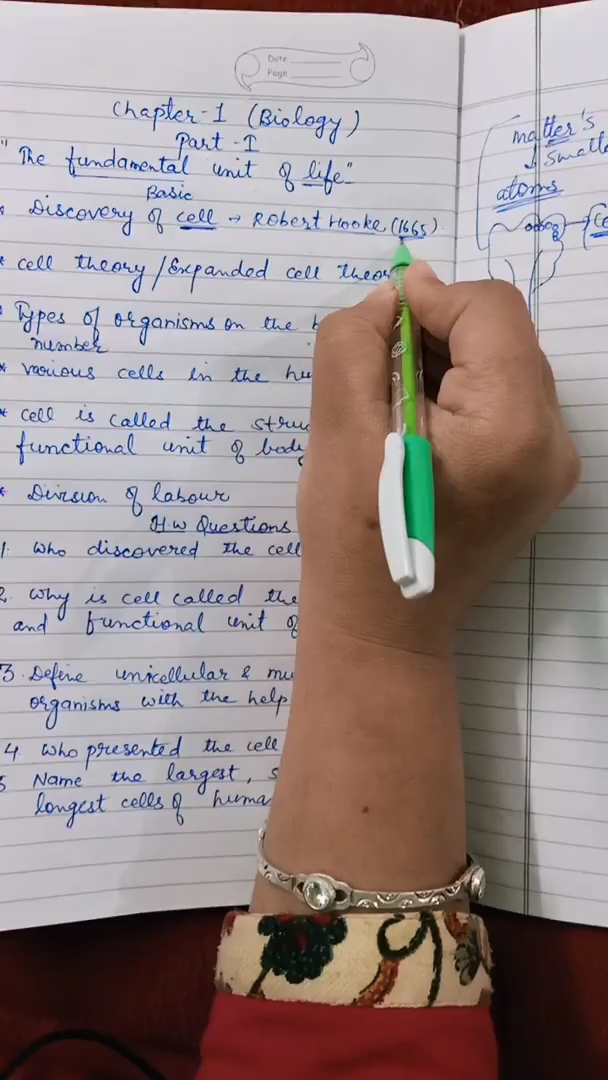 Date
Page
Chapter-1 (Biology)
Part-I
"The fundamental unit of life"
Basic
Discovery of cell → Robert Hooke (1665)
* cell theory/Expanded cell theor
Types of organisms on the b
number
* various cells in the hu
* cell is called the struc
functional unit of body
* Division of labour
H.W Questions
1. who discovered the cell
2. why is cell called the
and functional unit of
3. Define unicellular & mu
organisms with the help
4. who presented the cell
5 Name the largest, s
longest cells of huma
matter's
↓ Smalle
atoms